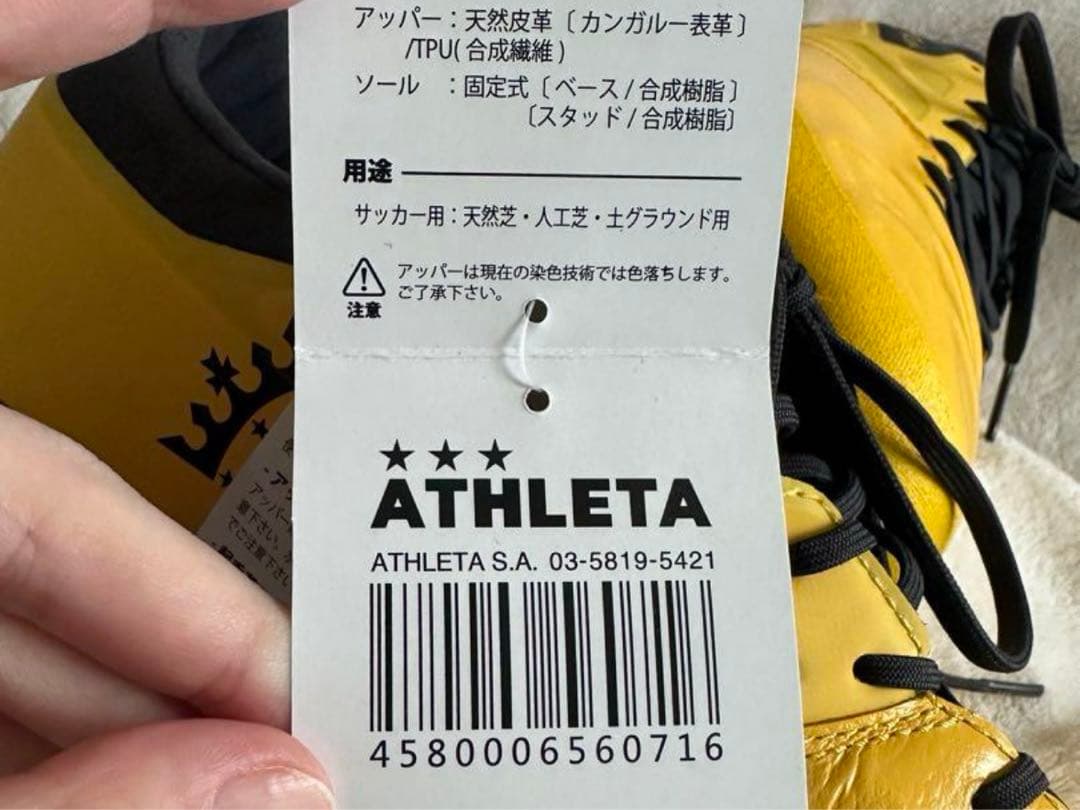 アッパー：天然皮革〔カンガルー表革〕
/TPU(合成繊維)
ソール　：固定式〔ベース/合成樹脂〕
〔スタッド/合成樹脂〕
用途
サッカー用：天然芝・人工芝・土グラウンド用
アッパーは現在の染色技術では色落ちします。
ご了承下さい。
注意
ATHLETA
ATHLETA S.A. 03-5819-5421
4580006560716